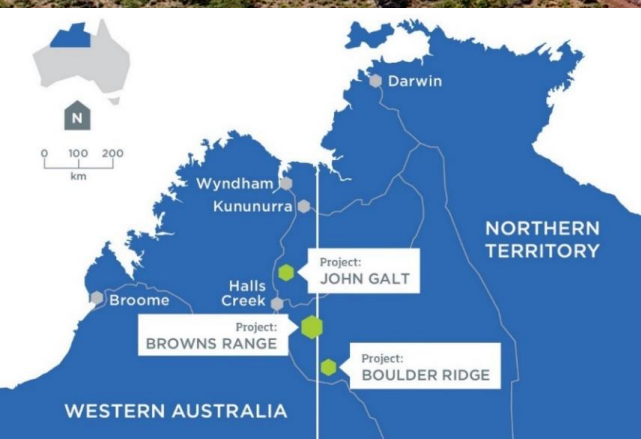 N
0 100 200
km
Darwin
Wyndham
Kununurra
NORTHERN
TERRITORY
Project:
JOHN GALT
Halls
Creek
Broome
Project:
BROWNS RANGE
Project:
BOULDER RIDGE
WESTERN AUSTRALIA